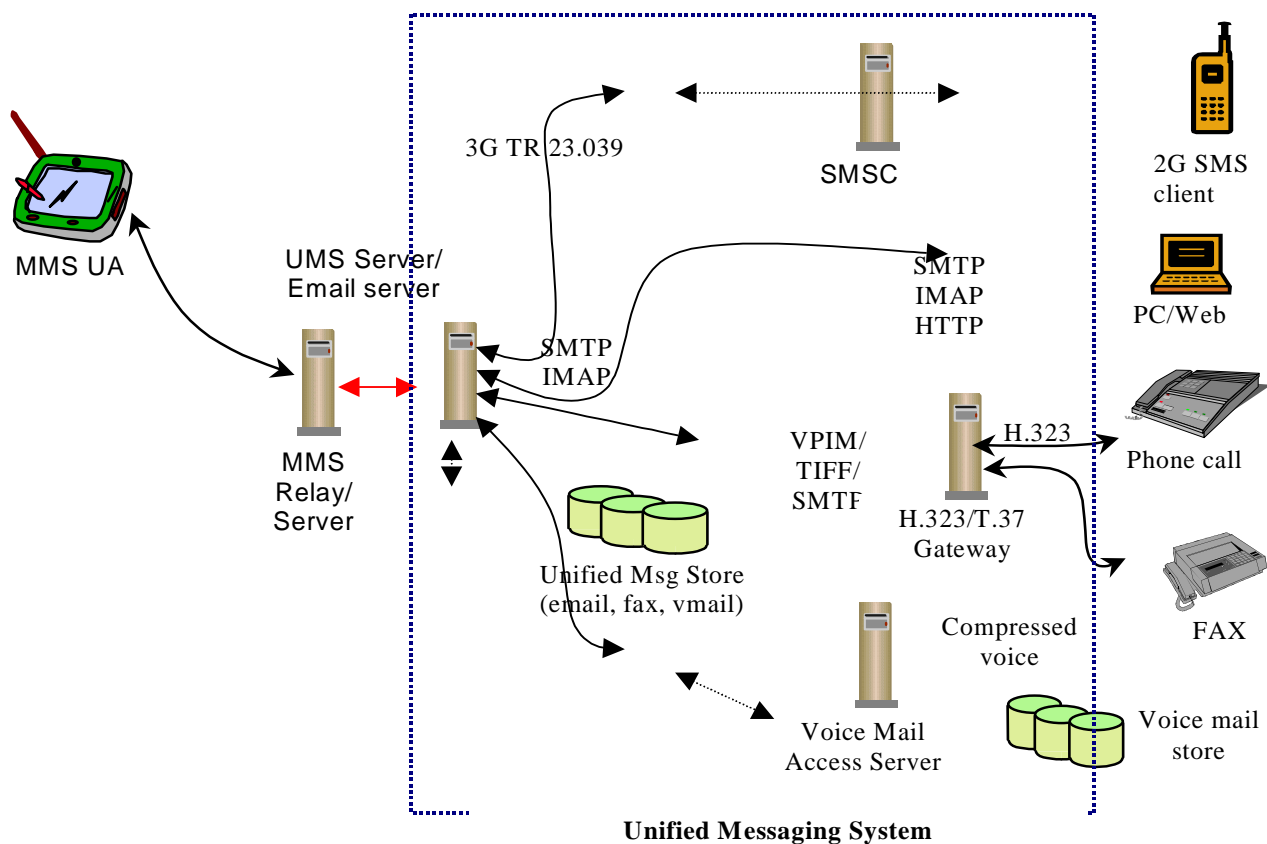 3G TR 23.039
SMSC
2G SMS
client
MMS UA
UMS Server/
Email server
SMTP
IMAP
HTTP
PC/Web
SMTP
IMAP
MMS
Relay/
Server
VPIM/
TIFF/
SMTP
H.323
Phone call
H.323/T.37
Gateway
Unified Msg Store
(email, fax, vmail)
FAX
Compressed
voice
Voice Mail
Access Server
Voice mail
store
Unified Messaging System